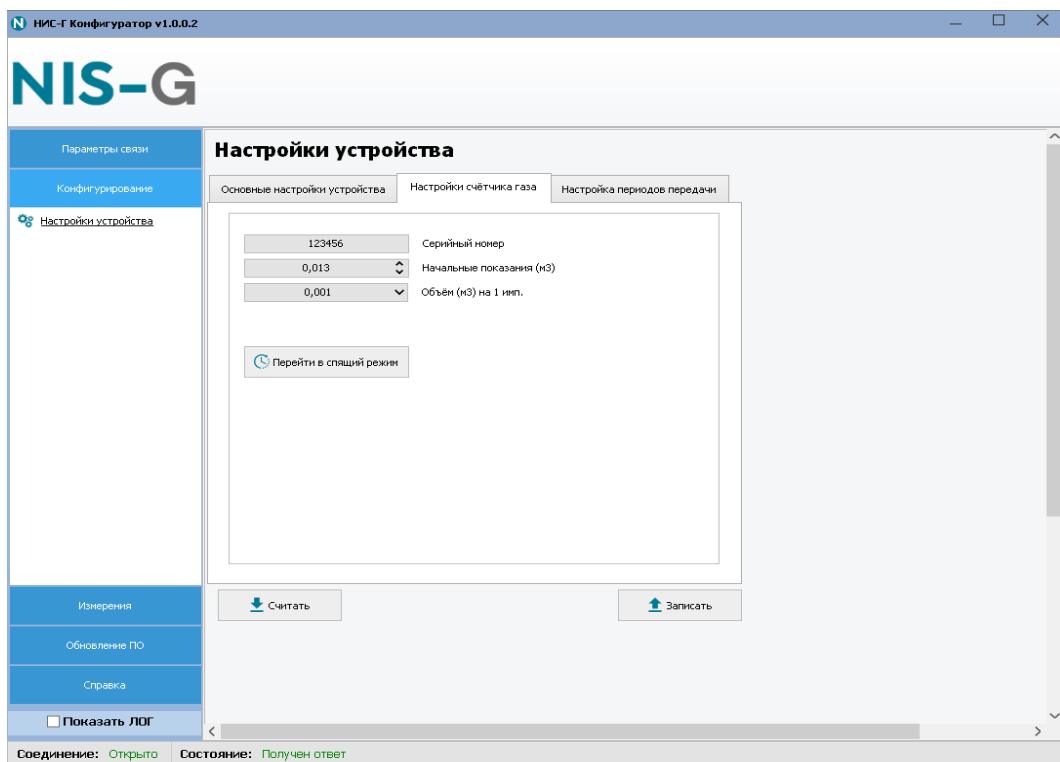 НИС-Г Конфигуратор v1.0.0.2
NIS-G
Параметры связи
Конфигурирование
Настройки устройства
Измерения
Обновление ПО
Справка
Показать ЛОГ
Настройки устройства
Основные настройки устройства
Настройки счётчика газа
Настройка периодов передачи
123456 Серийный номер
0,013 Начальные показания (м3)
0,001 Объём (м3) на 1 имп.
Перейти в спящий режим
Считать
Записать
Соединение: Открыто Состояние: Получен ответ